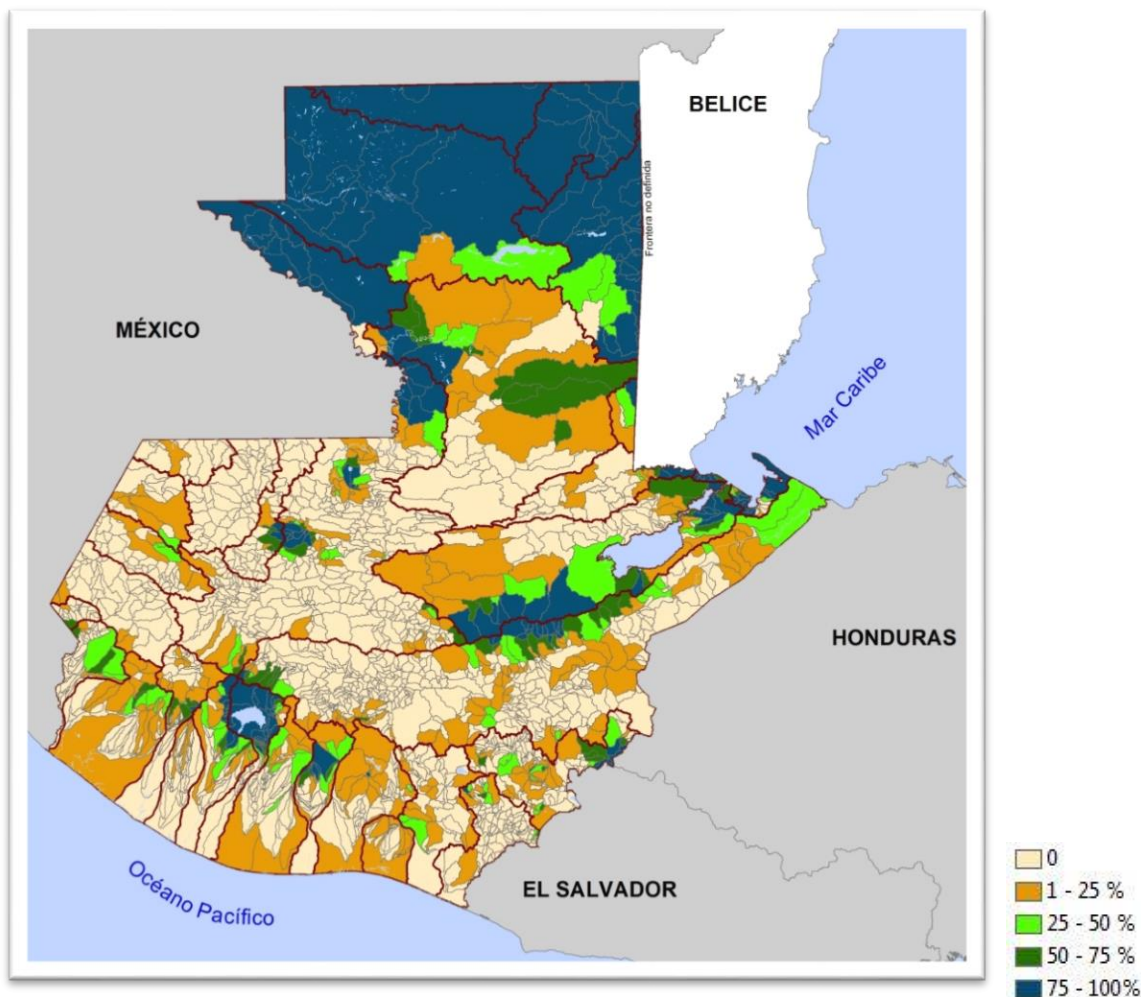 BELICE
Frontera no definida
MÉXICO
Mar Caribe
HONDURAS
EL SALVADOR
Océano Pacífico
0
1 - 25 %
25 - 50 %
50 - 75 %
75 - 100%